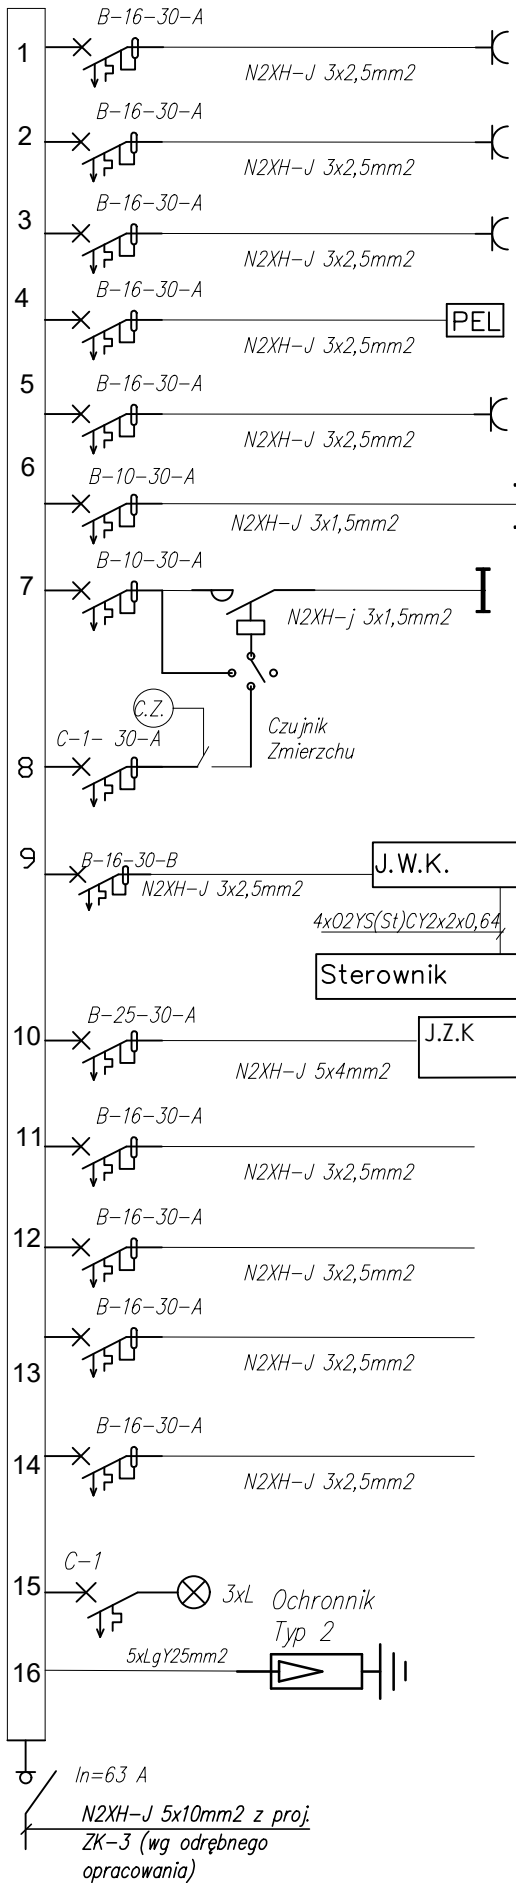 B-16-30-A
1
N2XH-J 3x2,5mm2
B-16-30-A
2
N2XH-J 3x2,5mm2
B-16-30-A
3
N2XH-J 3x2,5mm2
B-16-30-A
4
PEL
N2XH-J 3x2,5mm2
B-16-30-A
5
N2XH-J 3x2,5mm2
6
B-10-30-A
N2XH-J 3x1,5mm2
B-10-30-A
7
N2XH-j 3x1,5mm2
C.Z.
Czujnik
Zmierzchu
C-1- 30-A
8
9
B-16-30-B
J.W.K.
N2XH-J 3x2,5mm2
4xO2YS(St)CY2x2x0,64
Sterownik
B-25-30-A
10
J.Z.K
N2XH-J 5x4mm2
B-16-30-A
11
N2XH-J 3x2,5mm2
B-16-30-A
12
N2XH-J 3x2,5mm2
B-16-30-A
13
N2XH-J 3x2,5mm2
B-16-30-A
14
N2XH-J 3x2,5mm2
C-1
15
3xL
Ochronnik
Typ 2
5xLgY25mm2
16
In=63 A
N2XH-J 5x10mm2 z proj.
ZK-3 (wg odrębnego
opracowania)